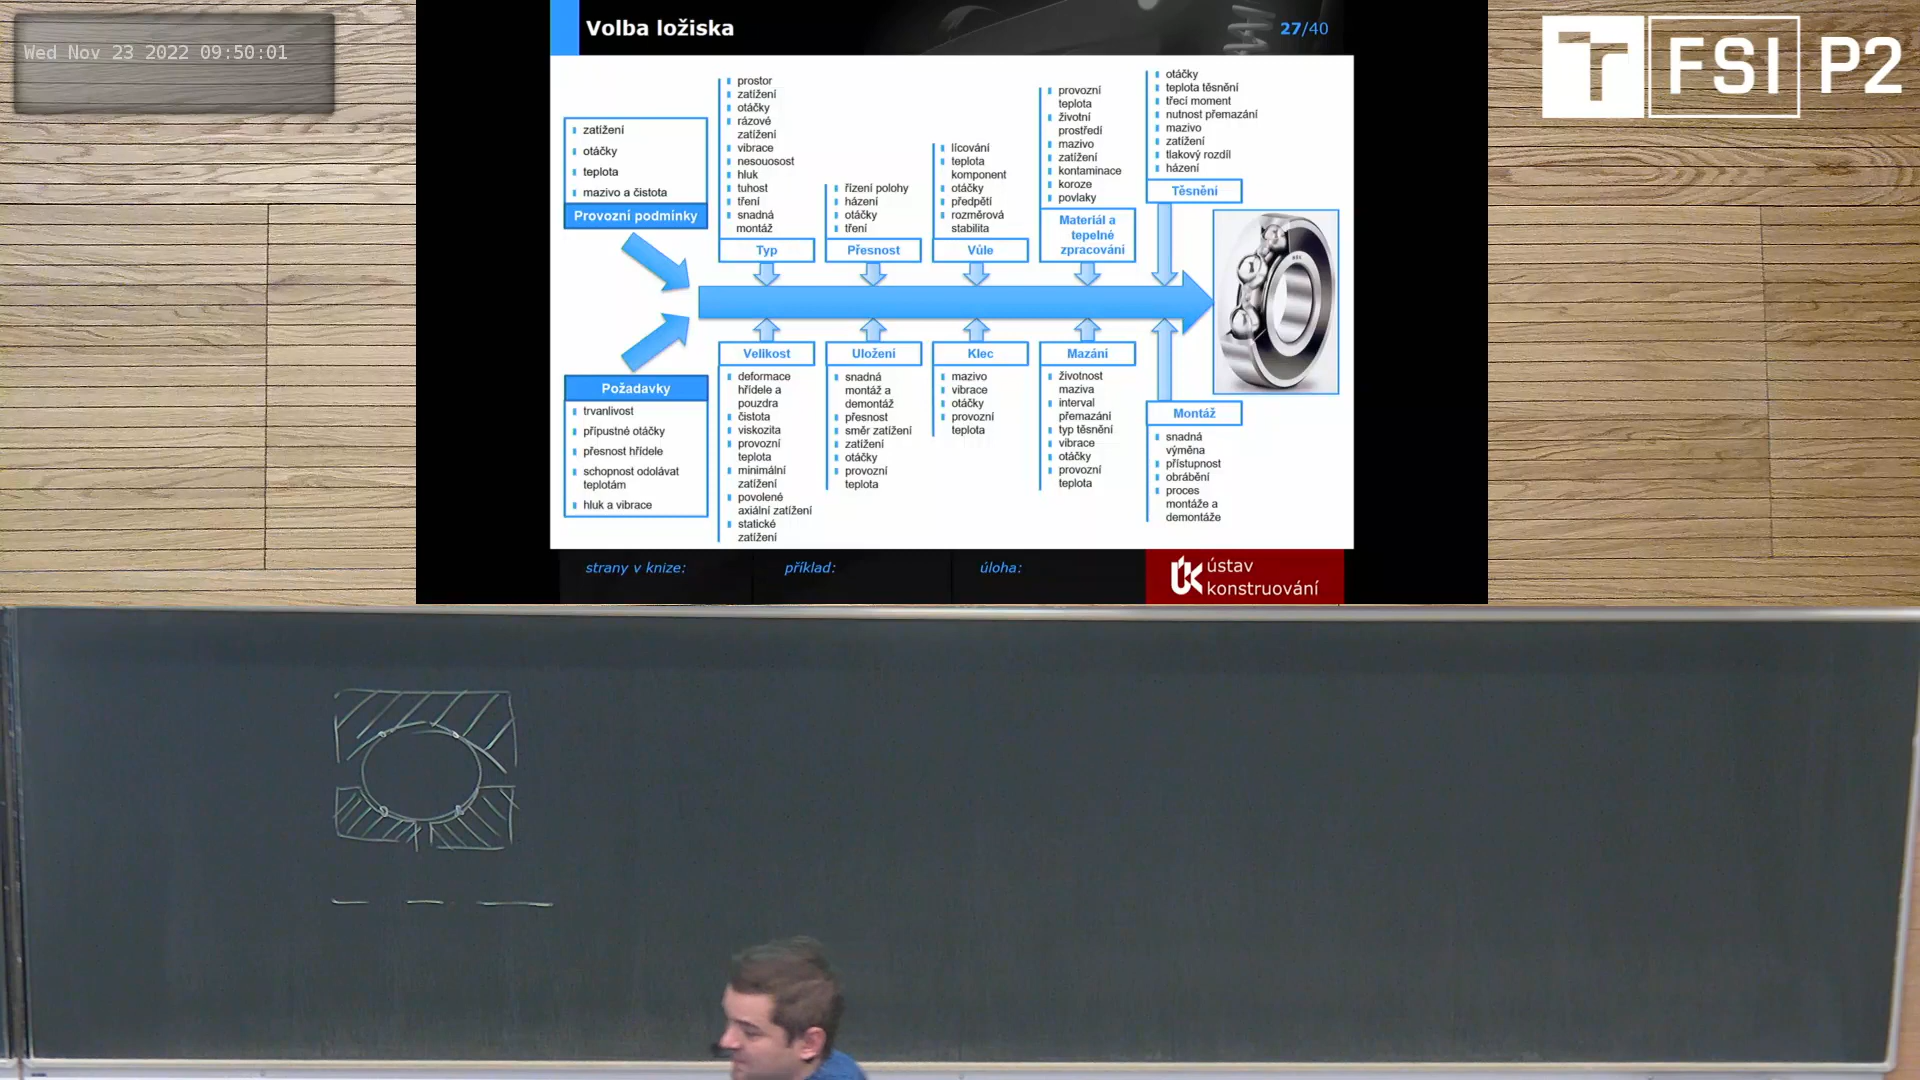 Wed Nov 23 2022 09:50:01
Volba ložiska
27/40
FSI P2
zatížení
otáčky
teplota
mazivo a čistota
Provozní podmínky
Požadavky
trvanlivost
přípustné otáčky
přesnost hřídele
schopnost odolávat
teplotám
hluk a vibrace
prostor
zatížení
otáčky
rázové
zatížení
vibrace
nesouosost
hluk
tuhost
tření
snadná
montáž
Typ
řízení polohy
házení
otáčky
tření
Přesnost
lícování
teplota
komponent
otáčky
předpětí
rozměrová
stabilita
Vůle
provozní
teplota
životní
prostředí
mazivo
zatížení
kontaminace
koroze
povlaky
Materiál a
tepelné
zpracování
otáčky
teplota těsnění
třecí moment
nutnost přemazání
mazivo
zatížení
tlakový rozdíl
házení
Těsnění
Velikost
deformace
hřídele a
pouzdra
čistota
viskozita
provozní
teplota
minimální
zatížení
povolené
axiální zatížení
statické
zatížení
Uložení
snadná
montáž a
demontáž
přesnost
směr zatížení
zatížení
otáčky
provozní
teplota
Klec
mazivo
vibrace
otáčky
provozní
teplota
Mazání
životnost
maziva
interval
přemazání
typ těsnění
vibrace
otáčky
provozní
teplota
Montáž
snadná
výměna
přístupnost
obrábění
proces
montáže a
demontáže
strany v knize:
příklad:
úloha:
ústav
konstruování